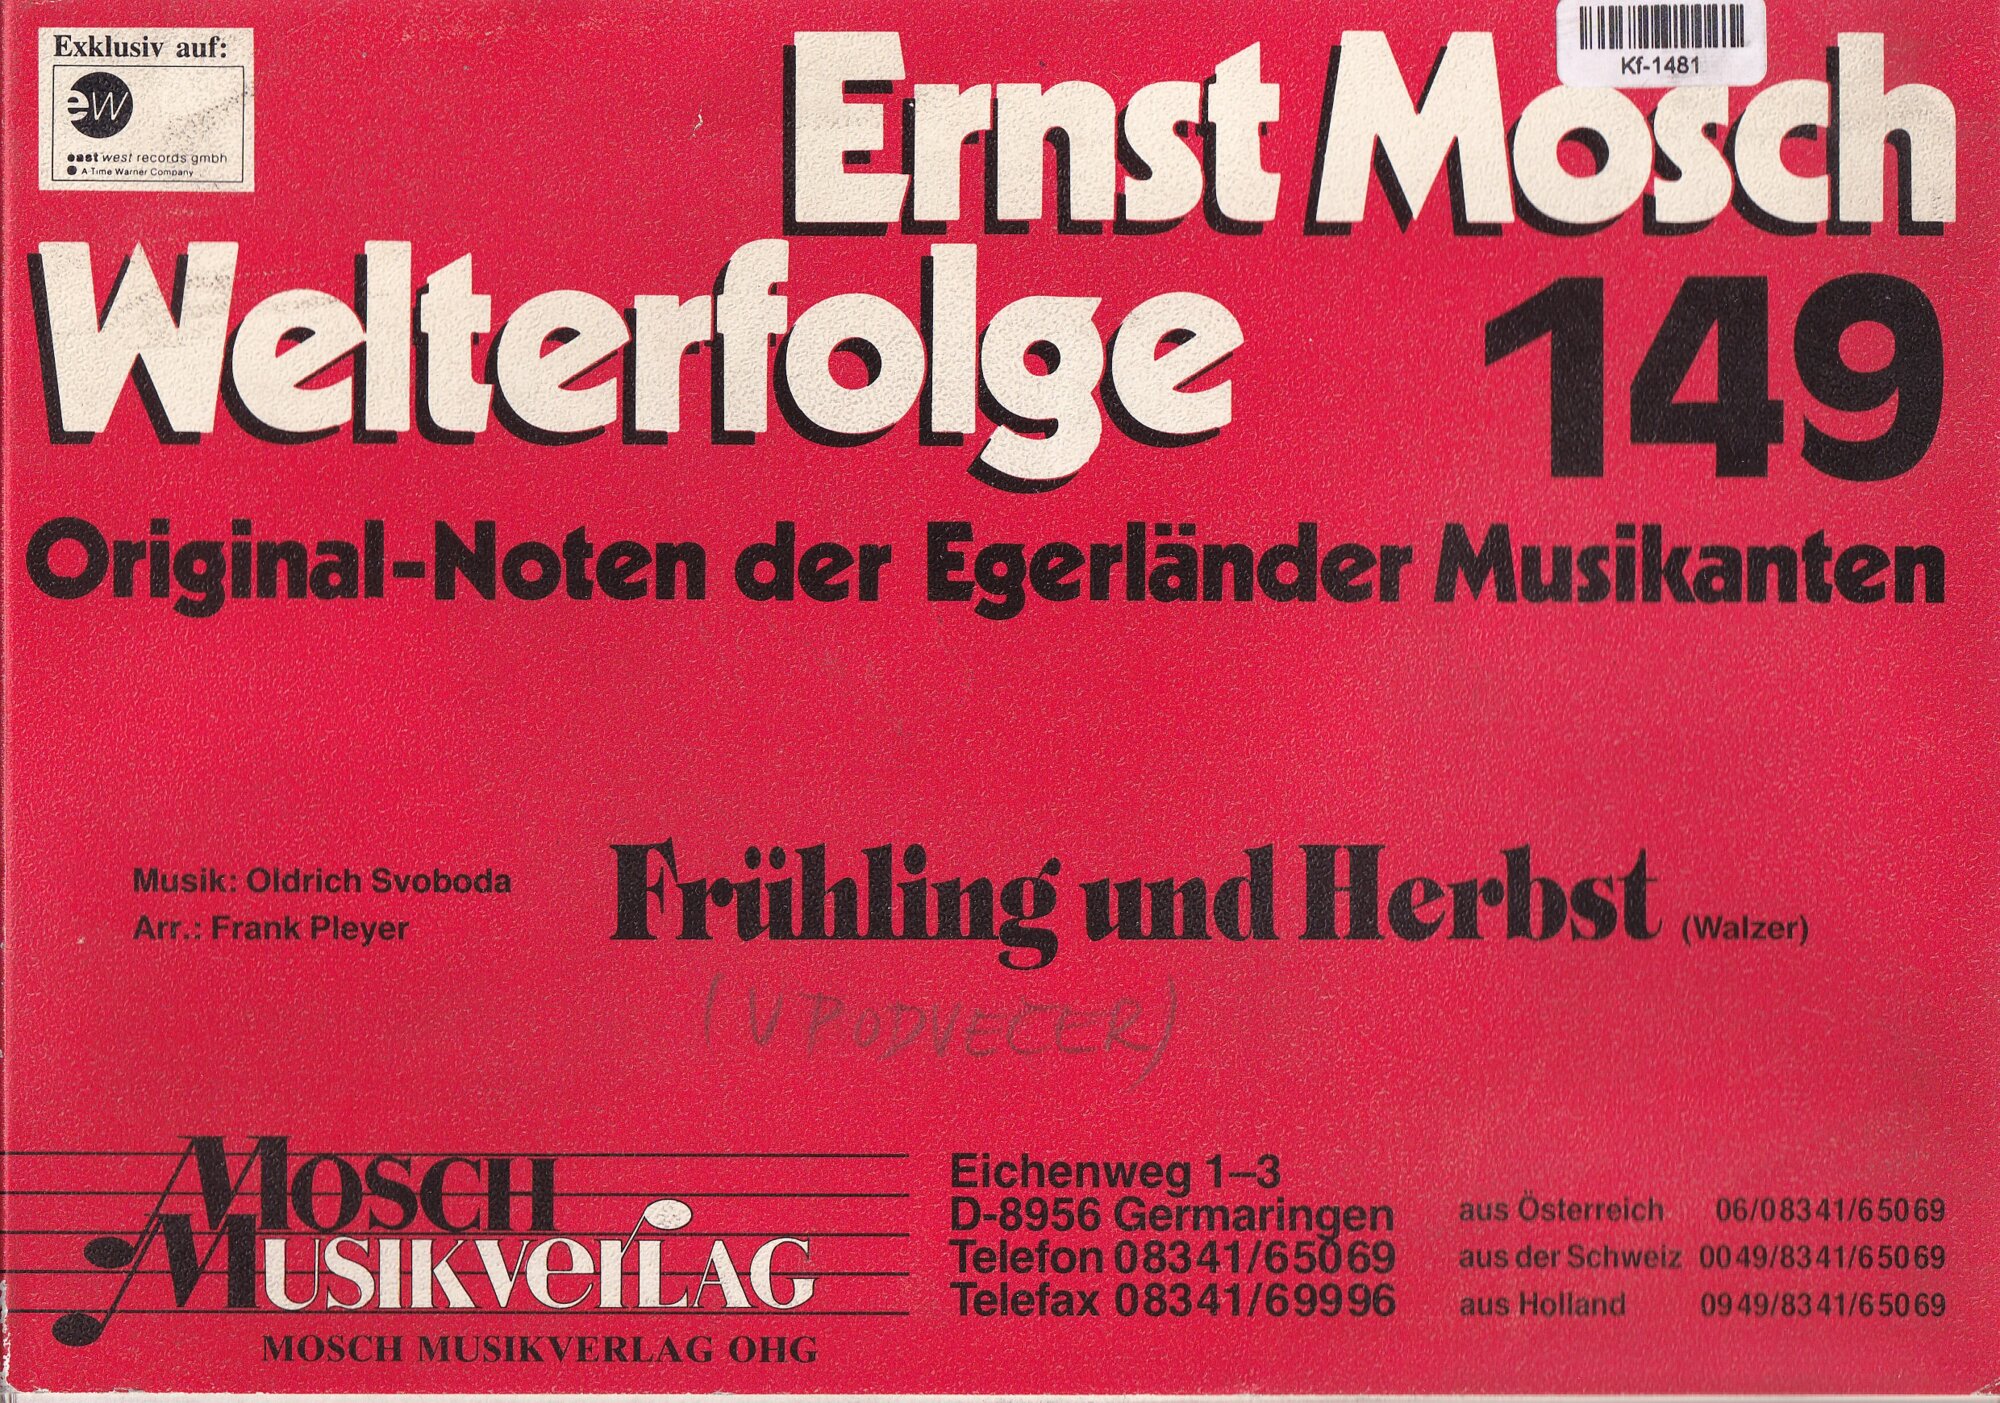 Exklusiv auf:
ew
east west records gmbh
A Time Warner Company
Kf-1481
Ernst Mosch
Welterfolge 149
Original-Noten der Egerländer Musikanten
Musik: Oldrich Svoboda
Arr.: Frank Pleyer
Frühling und Herbst (Walzer)
(V PODVEČER)
MOSCH
MUSIKVERLAG
MOSCH MUSIKVERLAG OHG
Eichenweg 1–3
D-8956 Germaringen
Telefon 08341/65069
Telefax 08341/69996
aus Österreich 06/08341/65069
aus der Schweiz 0049/8341/65069
aus Holland 0949/8341/65069